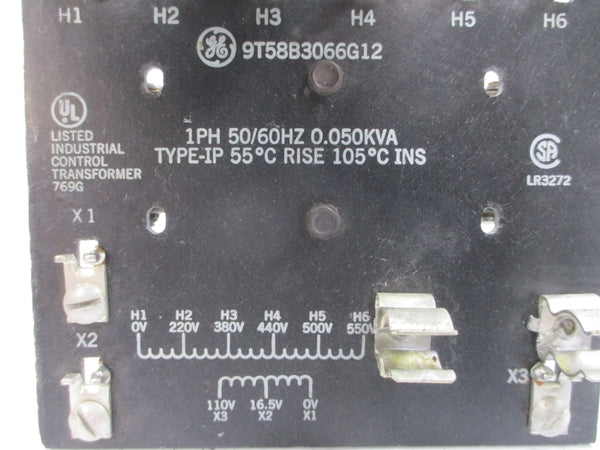 H1 H2 H3 H4 H5 H6
GE 9T58B3066G12
UL
LISTED
INDUSTRIAL
CONTROL
TRANSFORMER
769G
1PH 50/60HZ 0.050KVA
TYPE-IP 55°C RISE 105°C INS
SA
LR3272
X1
X2
H1 H2 H3 H4 H5 H6
0V 220V 380V 440V 500V 550V
110V 16.5V 0V
X3 X2 X1
X3